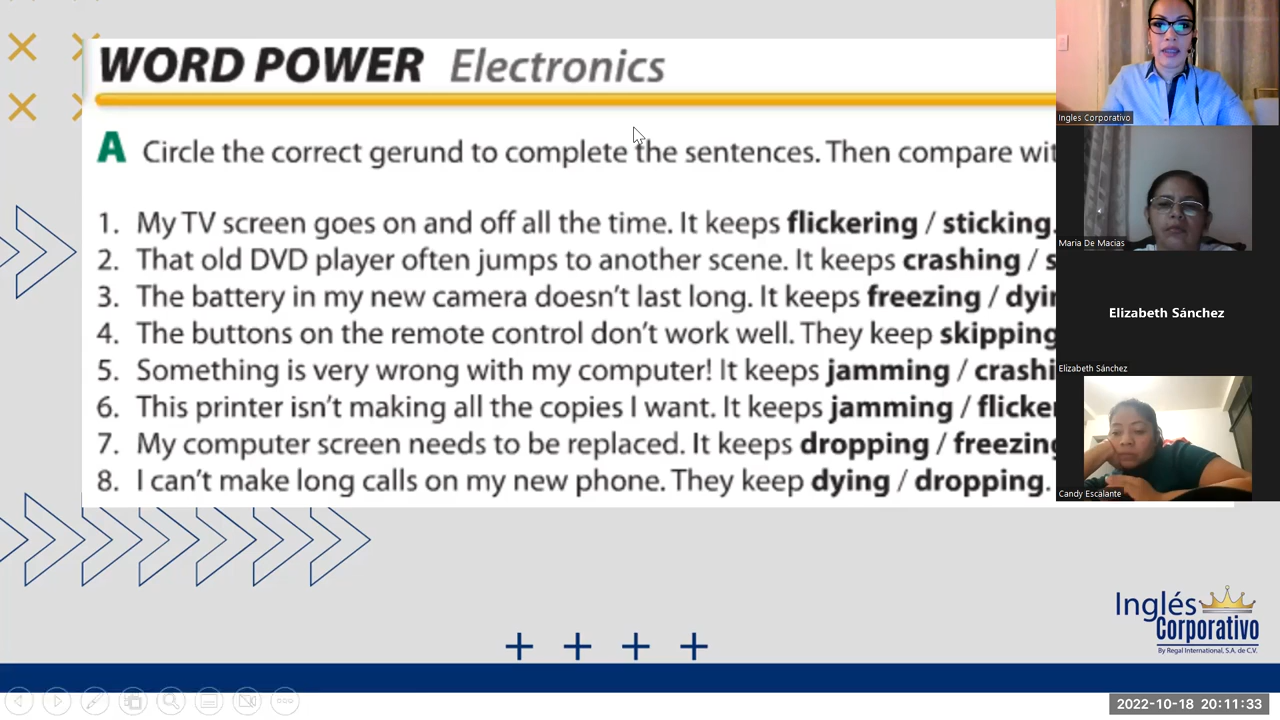 WORD POWER Electronics
A Circle the correct gerund to complete the sentences. Then compare
1. My TV screen goes on and off all the time. It keeps flickering / sticking.
2. That old DVD player often jumps to another scene. It keeps crashing /
3. The battery in my new camera doesn't last long. It keeps freezing /
4. The buttons on the remote control don't work well. They keep skipping
5. Something is very wrong with my computer! It keeps jamming /
6. This printer isn't making all the copies I want. It keeps jamming /
7. My computer screen needs to be replaced. It keeps dropping / freezing
8. I can't make long calls on my new phone. They keep dying / dropping.
Ingles Corporativo
Maria De Macias
Elizabeth Sánchez
Elizabeth Sánchez
Candy Escalante
Inglés
Corporativo
By Regal International, S.A. de C.V.
2022-10-18 20:11:33